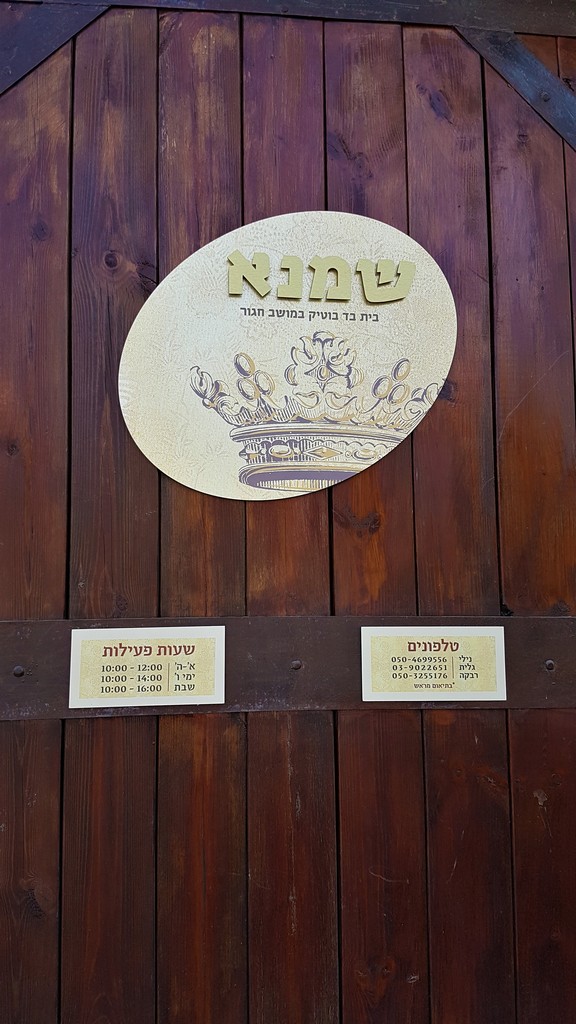 שמנא
בית בד בוטיק במושב חגור
טלפונים
נילי 050-4699556
גלית 03-9022651
רבקה 050-3255176
*בתיאום מראש
שעות פעילות
א'-ה' 10:00 - 12:00
ימי ו' 10:00 - 14:00
שבת 10:00 - 16:00